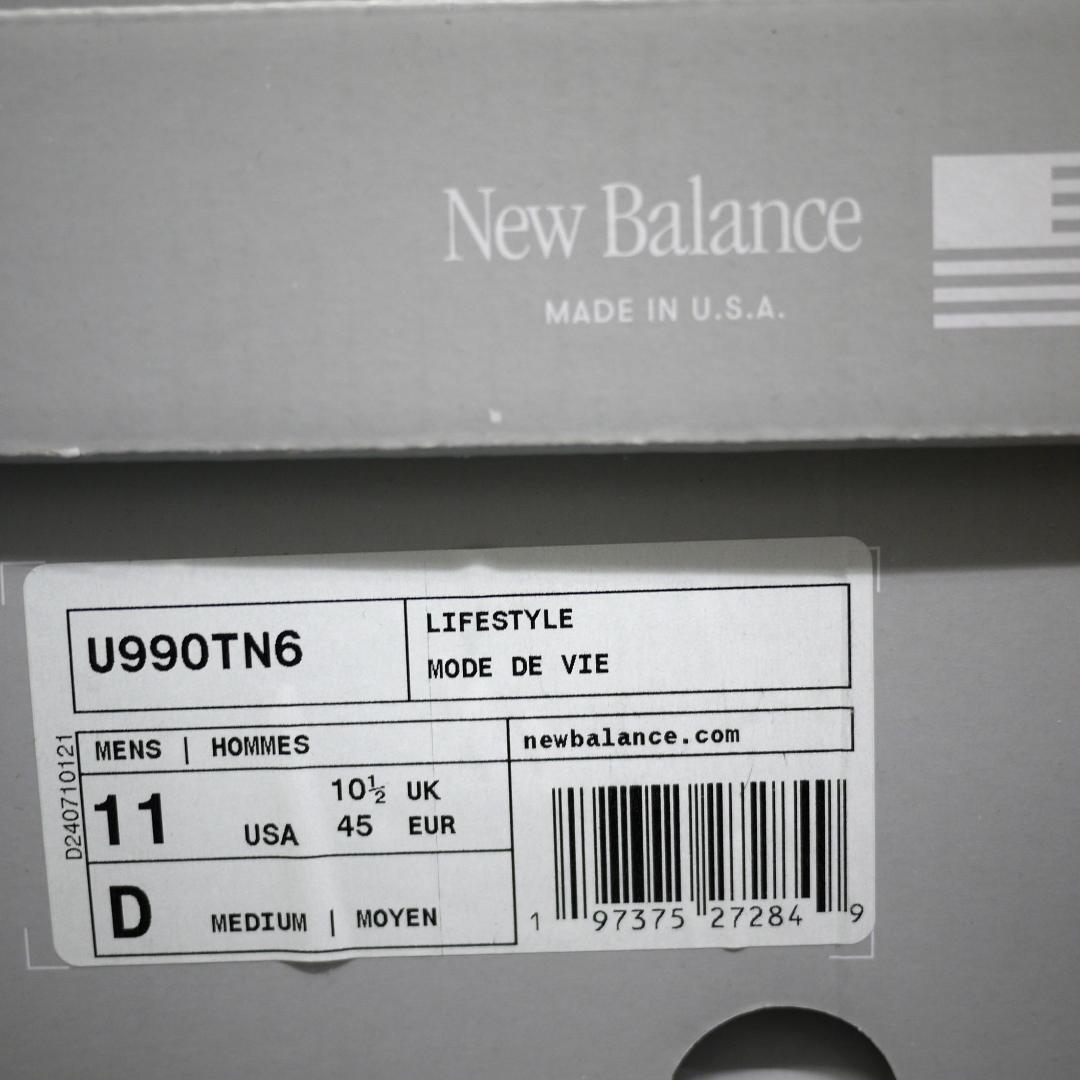 New Balance
MADE IN U.S.A.
U990TN6
LIFESTYLE
MODE DE VIE
D240710121
MENS | HOMMES
newbalance.com
11 USA
10½ UK
45 EUR
D MEDIUM | MOYEN
1 97375 27284 9